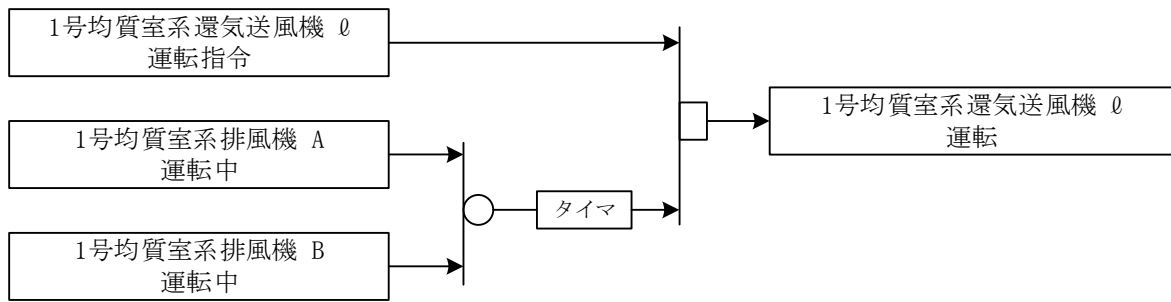 1号均質室系還気送風機 ℓ
運転指令
1号均質室系排風機 A
運転中
1号均質室系排風機 B
運転中
タイマ
1号均質室系還気送風機 ℓ
運転